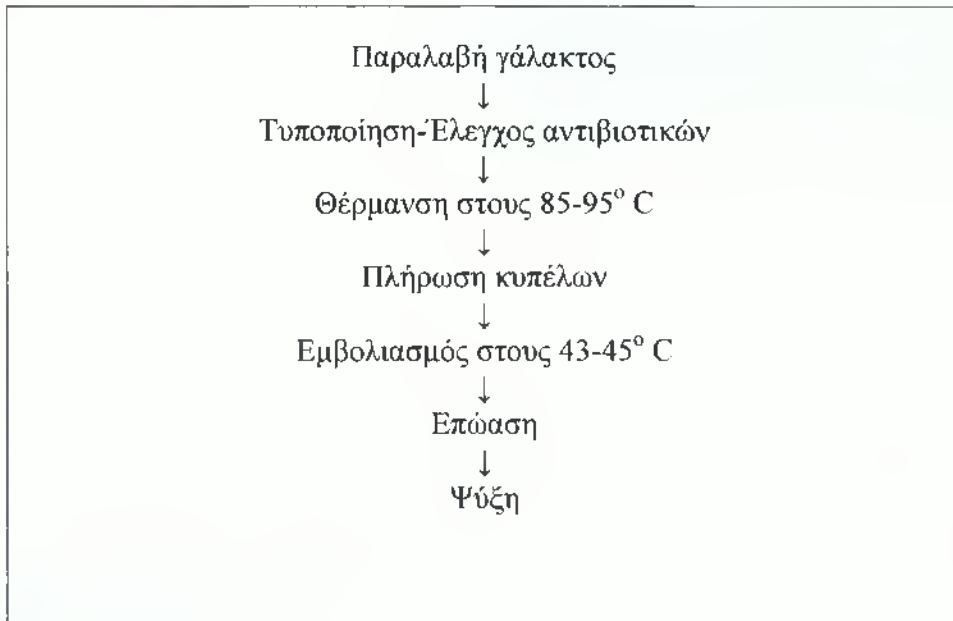 Παραλαβή γάλακτος
↓
Τυποποίηση-Έλεγχος αντιβιοτικών
↓
Θέρμανση στους 85-95° C
↓
Πλήρωση κυπέλων
↓
Εμβολιασμός στους 43-45° C
↓
Επώαση
↓
Ψύξη